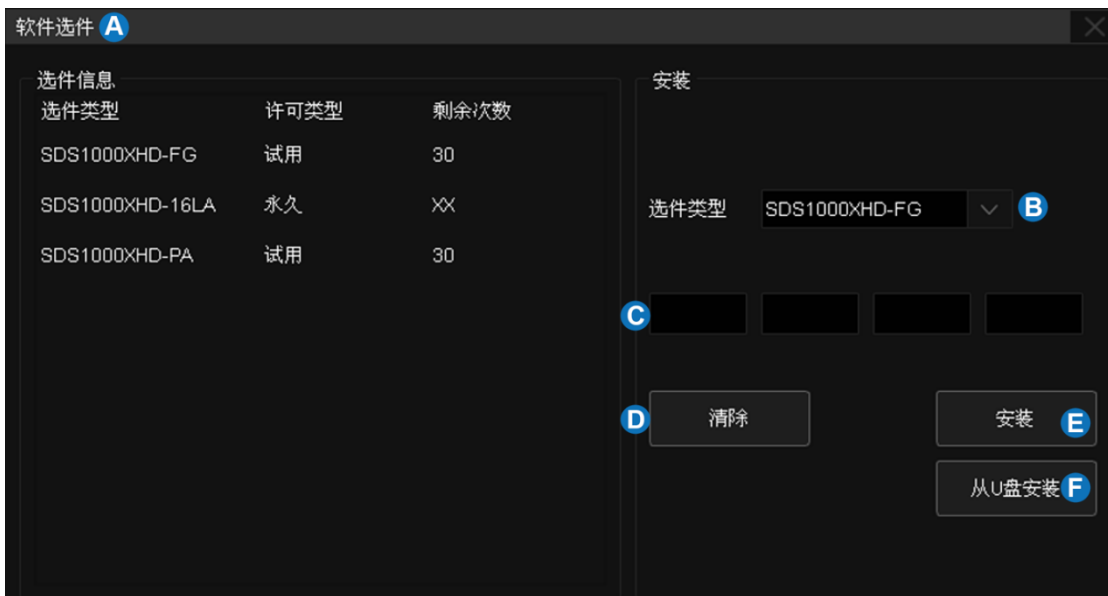 软件选件 A
选件信息
选件类型 许可类型 剩余次数
SDS1000XHD-FG 试用 30
SDS1000XHD-16LA 永久 XX
SDS1000XHD-PA 试用 30
安装
选件类型 SDS1000XHD-FG B
C
D 清除
安装 E
从U盘安装 F